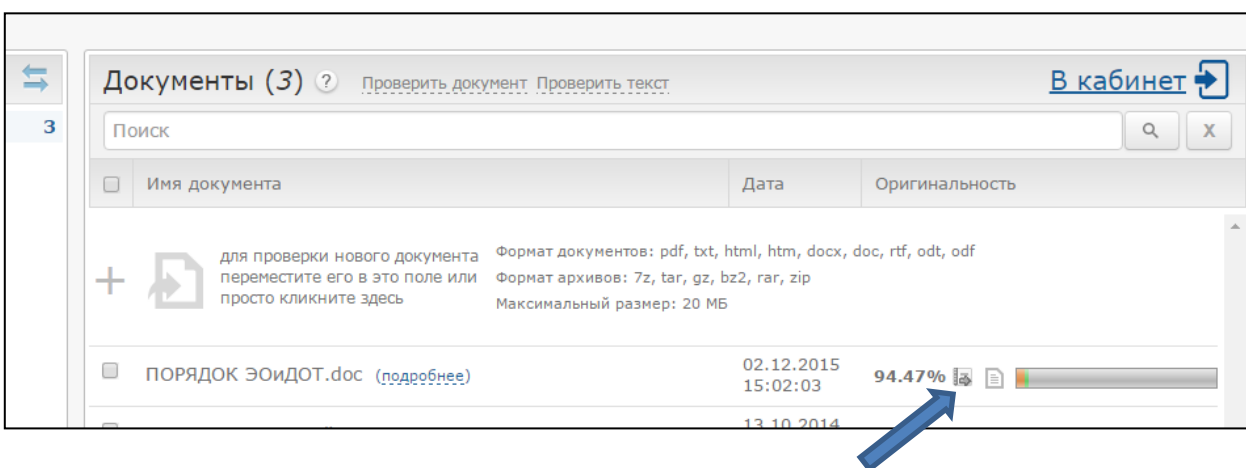 Документы (3) ? Проверить документ Проверить текст В кабинет
3
Поиск X
Имя документа Дата Оригинальность
для проверки нового документа
переместите его в это поле или
просто кликните здесь
Формат документов: pdf, txt, html, htm, docx, doc, rtf, odt, odf
Формат архивов: 7z, tar, gz, bz2, rar, zip
Максимальный размер: 20 МБ
ПОРЯДОК ЭОиДОТ.doc (подробнее) 02.12.2015
15:02:03 94.47%
13.10.2014